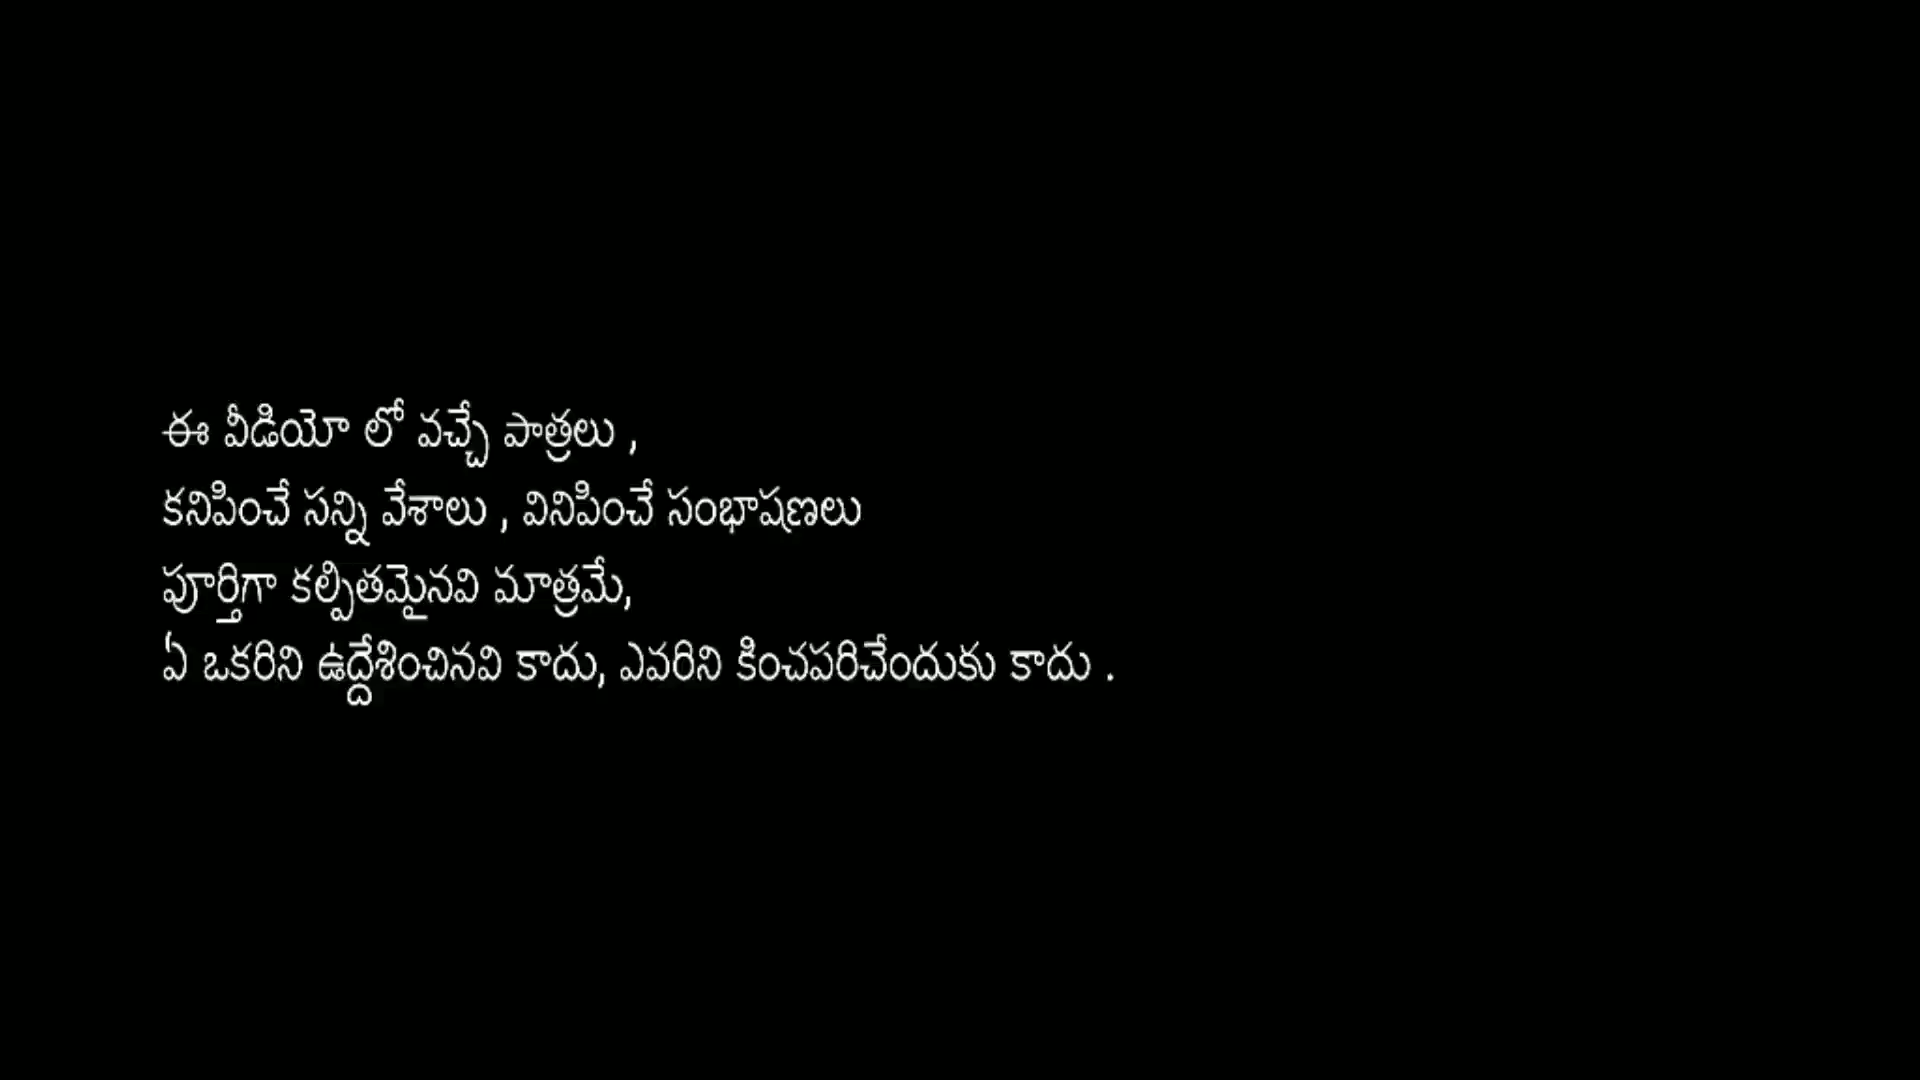 ఈ వీడియో లో వచ్చే పాత్రలు ,
కనిపించే సన్ని వేశాలు , వినిపించే సంభాషణలు
పూర్తిగా కల్పితమైనవి మాత్రమే,
ఏ ఒకరిని ఉద్దేశించినవి కాదు, ఎవరిని కించపరిచేందుకు కాదు .